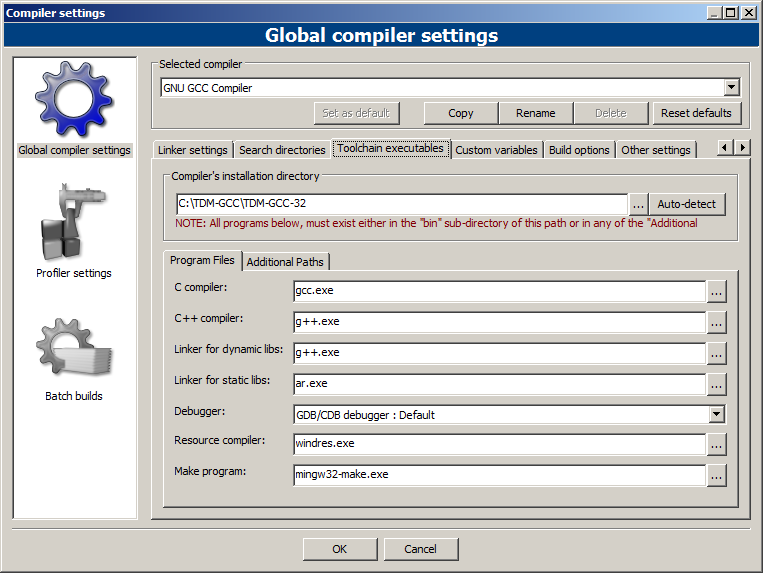 Compiler settings
Global compiler settings
Global compiler settings
Profiler settings
Batch builds
Selected compiler
GNU GCC Compiler
Set as default Copy Rename Delete Reset defaults
Linker settings Search directories Toolchain executables Custom variables Build options Other settings
Compiler's installation directory
C:\TDM-GCC\TDM-GCC-32 ... Auto-detect
NOTE: All programs below, must exist either in the "bin" sub-directory of this path or in any of the "Additional
Program Files Additional Paths
C compiler: gcc.exe ...
C++ compiler: g++.exe ...
Linker for dynamic libs: g++.exe ...
Linker for static libs: ar.exe ...
Debugger: GDB/CDB debugger : Default
Resource compiler: windres.exe ...
Make program: mingw32-make.exe ...
OK Cancel